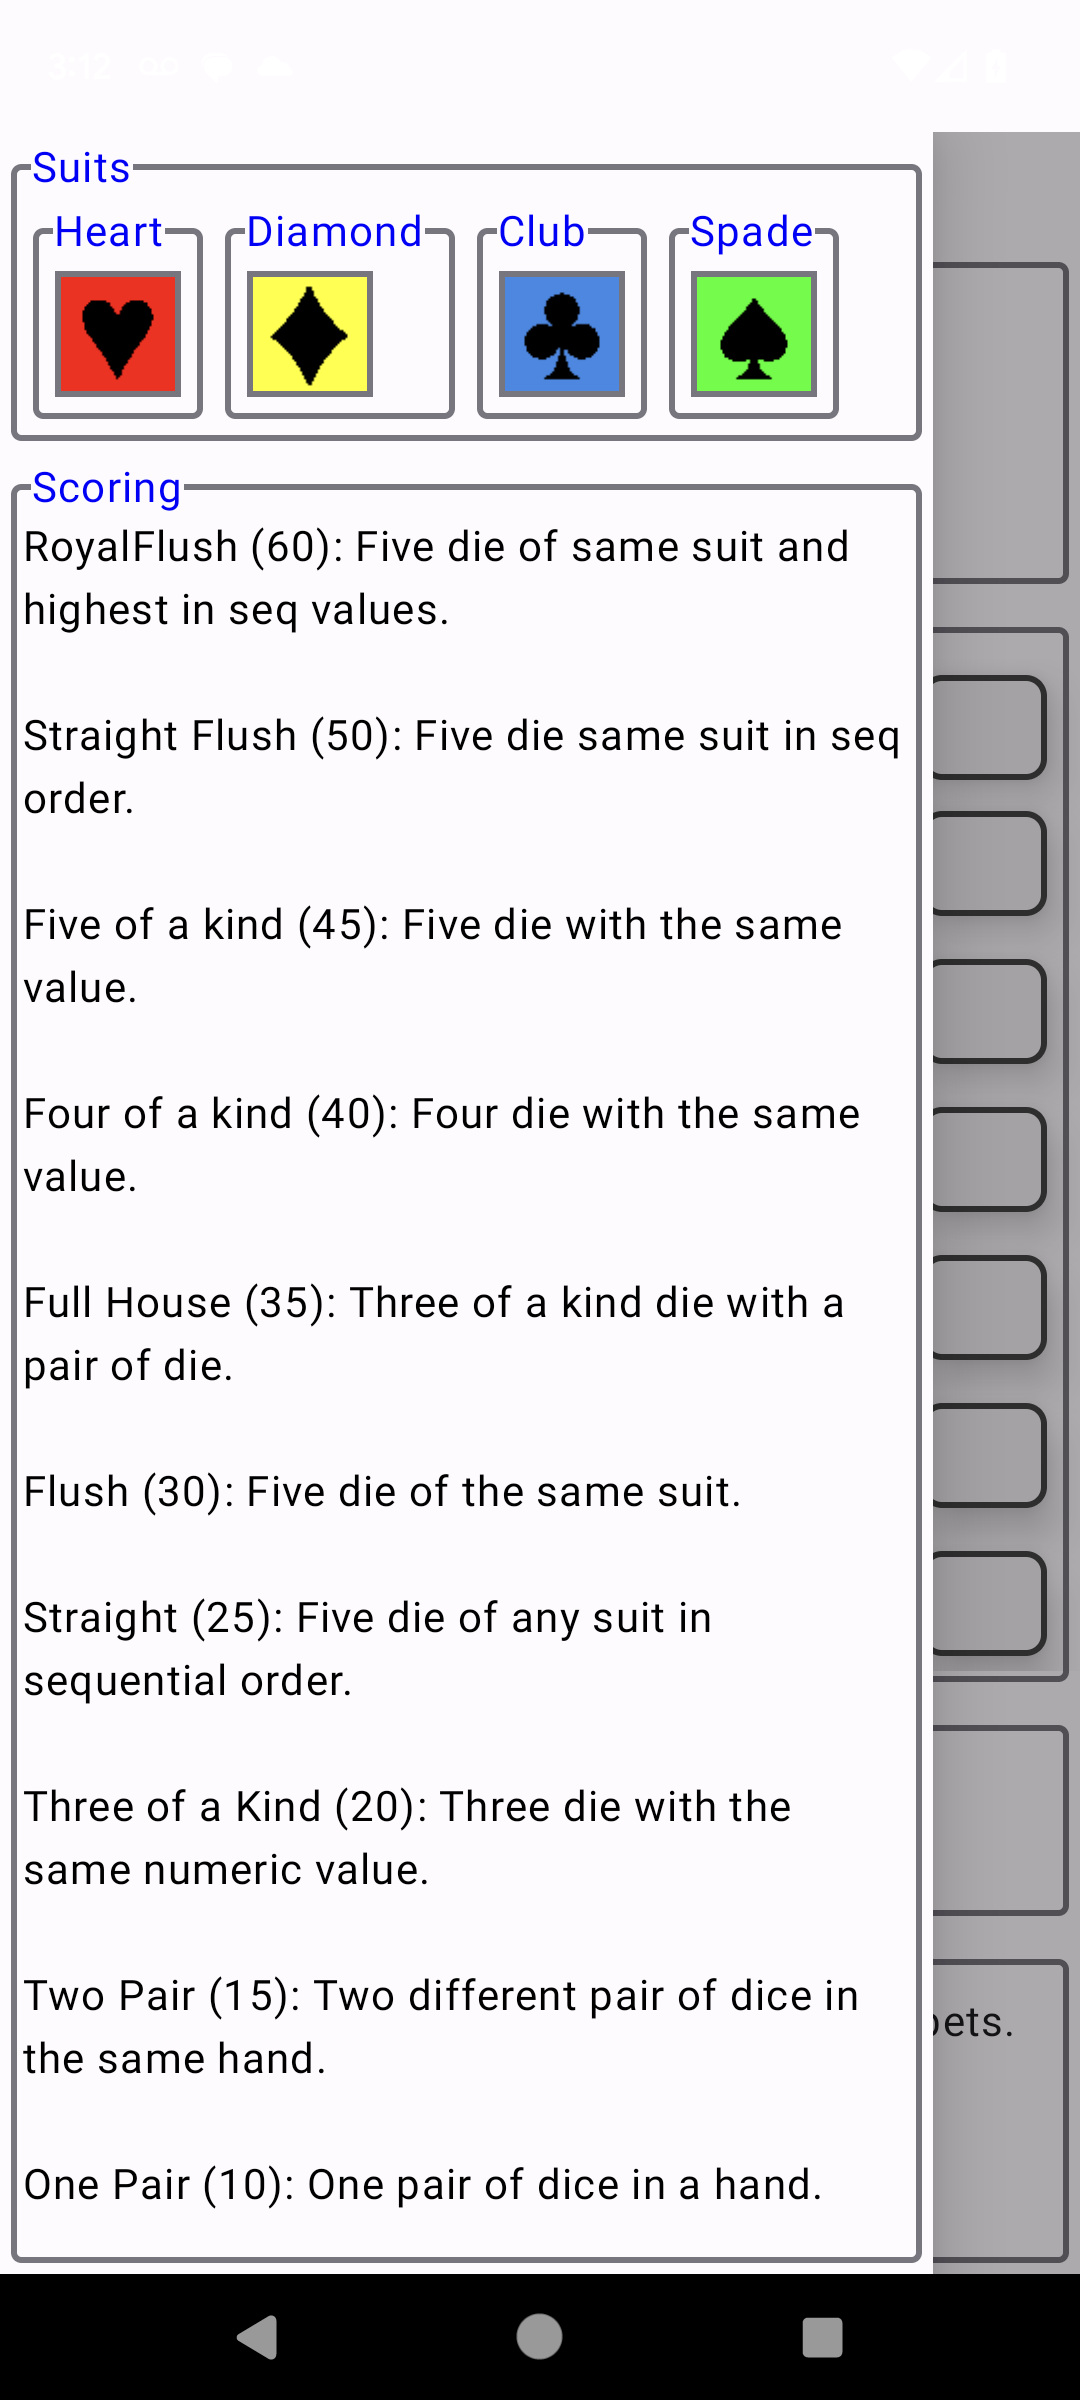 3:12
Suits
Heart Diamond Club Spade
Scoring
RoyalFlush (60): Five die of same suit and
highest in seq values.
Straight Flush (50): Five die same suit in seq
order.
Five of a kind (45): Five die with the same
value.
Four of a kind (40): Four die with the same
value.
Full House (35): Three of a kind die with a
pair of die.
Flush (30): Five die of the same suit.
Straight (25): Five die of any suit in
sequential order.
Three of a Kind (20): Three die with the
same numeric value.
Two Pair (15): Two different pair of dice in
the same hand.
One Pair (10): One pair of dice in a hand.